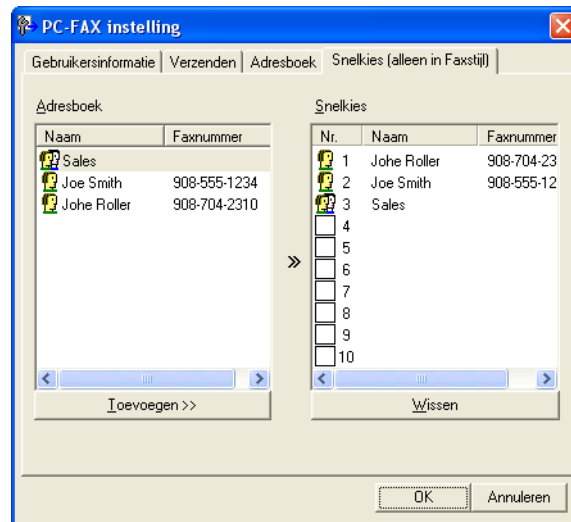 PC-FAX instelling
Gebruikersinformatie Verzenden Adresboek Snelkies (alleen in Faxstijl)
Adresboek
Naam Faxnummer
Sales
Joe Smith 908-555-1234
Johe Roller 908-704-2310
Toevoegen >>
»
Snelkies
Nr. Naam Faxnummer
1 Johe Roller 908-704-23
2 Joe Smith 908-555-12
3 Sales
4
5
6
7
8
9
10
Wissen
OK Annuleren